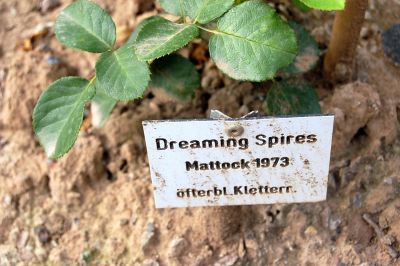 Dreaming Spires
Mattock 1973
öfterbl. Kletterr.